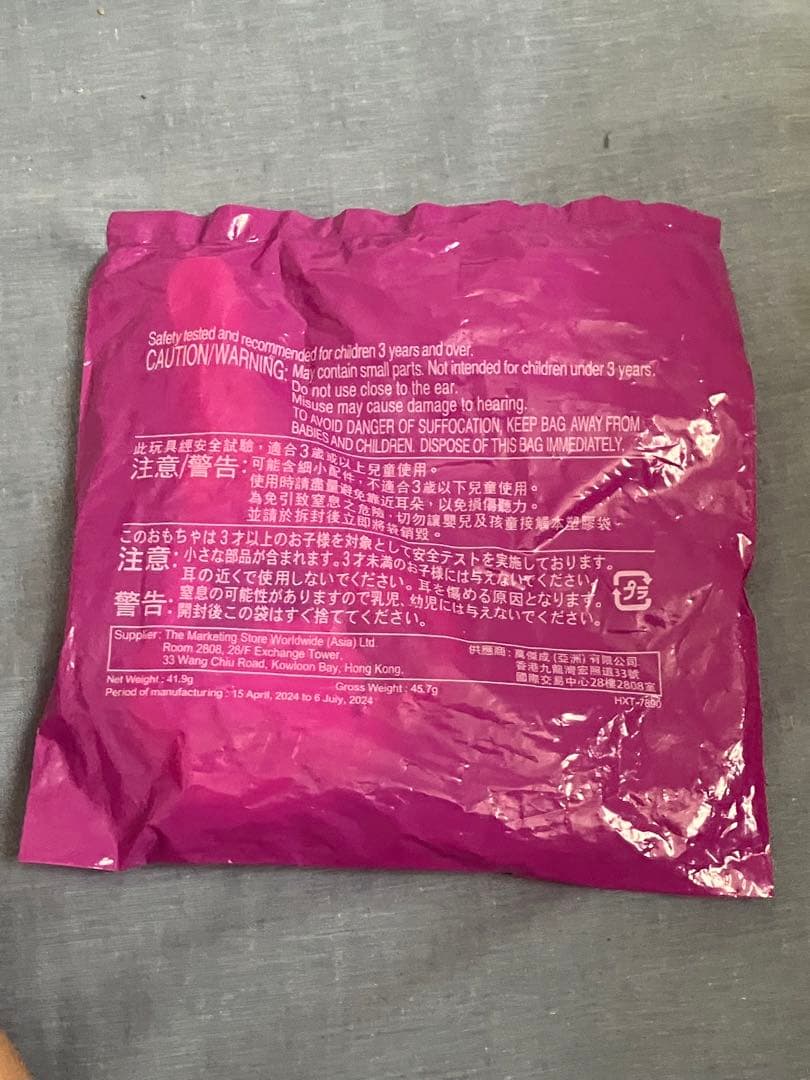 Safety tested and recommended for children 3 years and over.
CAUTION/WARNING: May contain small parts. Not intended for children under 3 years.
Do not use close to the ear.
Misuse may cause damage to hearing.
TO AVOID DANGER OF SUFFOCATION, KEEP BAG AWAY FROM
BABIES AND CHILDREN. DISPOSE OF THIS BAG IMMEDIATELY.
此玩具經安全試驗，適合3歲或以上兒童使用。
注意/警告:可能含細小配件，不適合3歲以下兒童使用。
使用時請盡量避免靠近耳朵，以免損傷聽力。
為免引致窒息之危險，切勿讓嬰兒及孩童接觸本塑膠袋，
並請於拆封後立即將袋銷毀。
このおもちゃは3才以上のお子様を対象として安全テストを実施しております。
注意:小さな部品が含まれます。3才未満のお子様には与えないでください。
耳の近くで使用しないでください。耳を傷める原因となります。
警告:窒息の可能性がありますので乳児、幼児には与えないでください。
開封後この袋はすぐ捨ててください。
プラ
Supplier: The Marketing Store Worldwide (Asia) Ltd.
Room 2808, 28/F Exchange Tower,
33 Wang Chiu Road, Kowloon Bay, Hong Kong.
供應商:萬傑成(亞洲)有限公司
香港九龍灣宏照道33號
國際交易中心28樓2808室
Net Weight: 41.9g
Gross Weight: 45.7g
Period of manufacturing: 15 April, 2024 to 6 July, 2024
HXT-7890